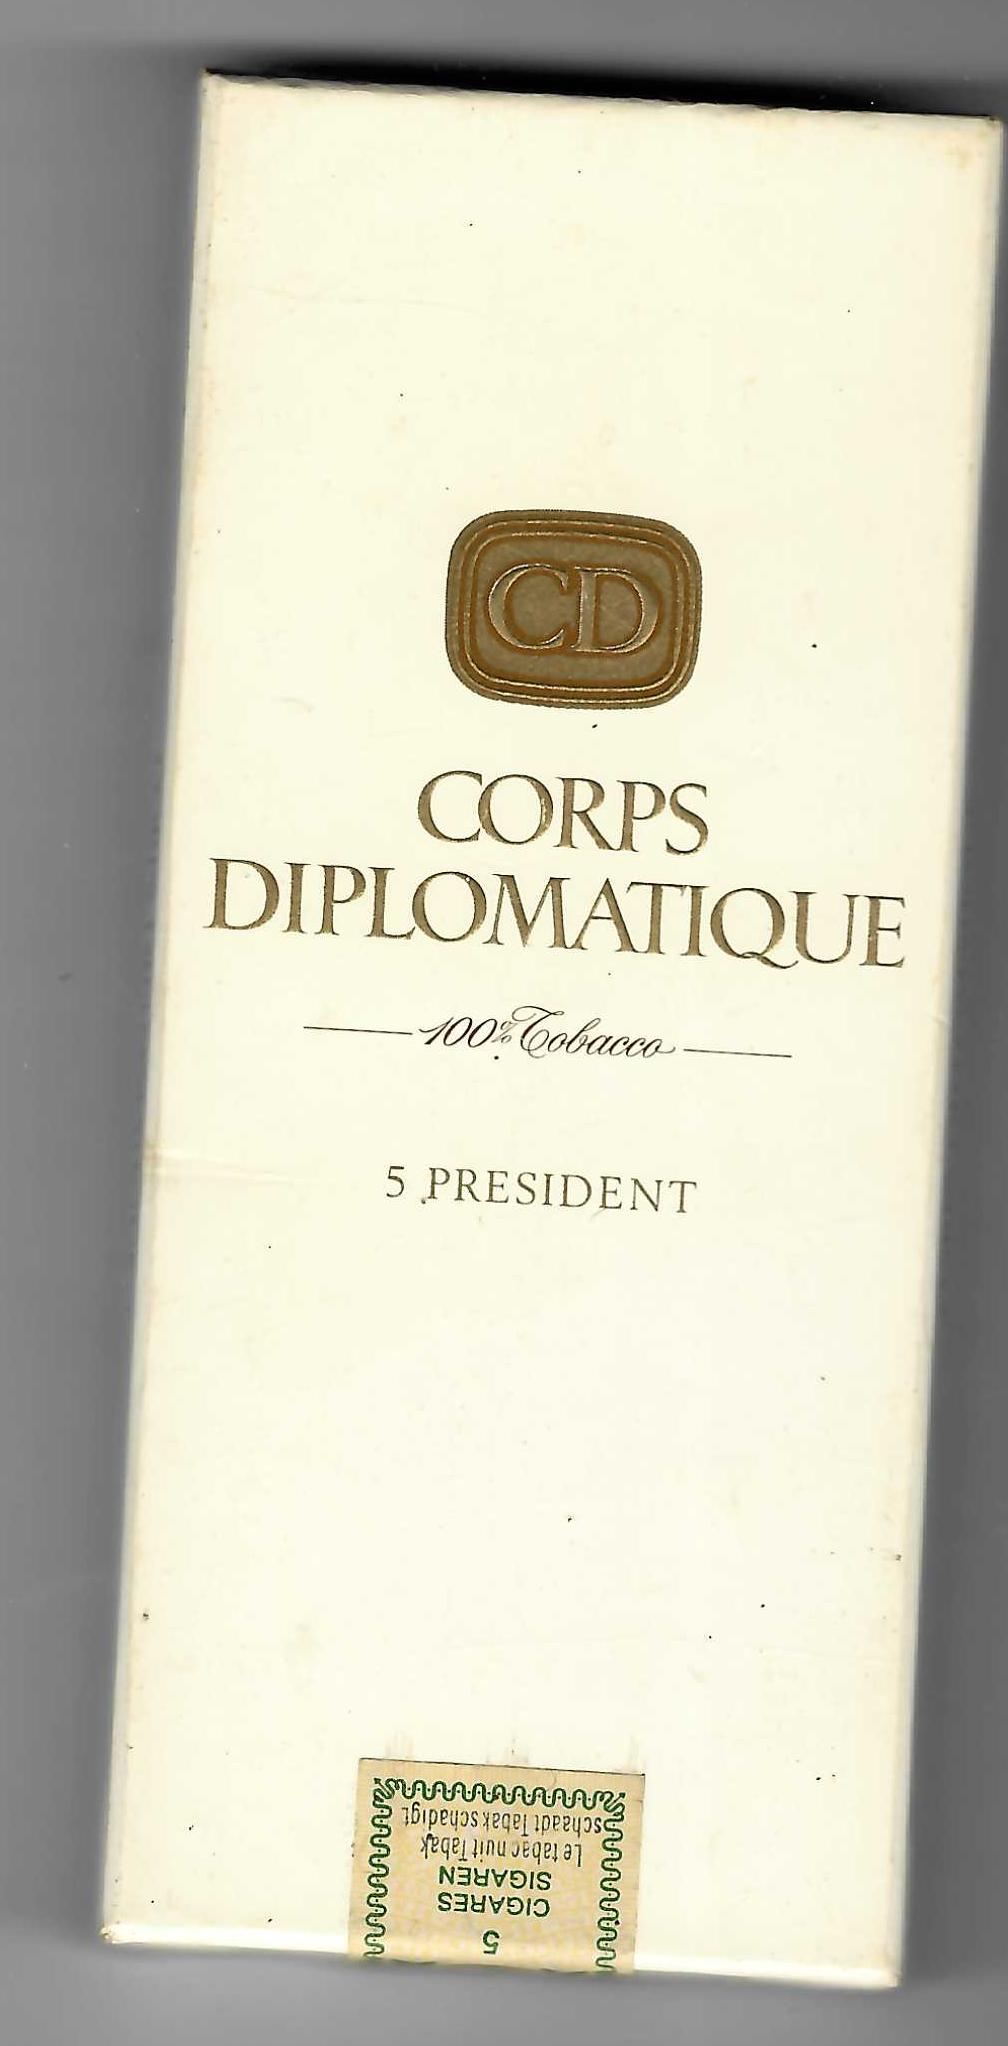 CD
CORPS
DIPLOMATIQUE
100% Tobacco
5 PRESIDENT
5
CIGARES
SIGAREN
Le tabac nuit Tabak
schaadt Tabak schadigt